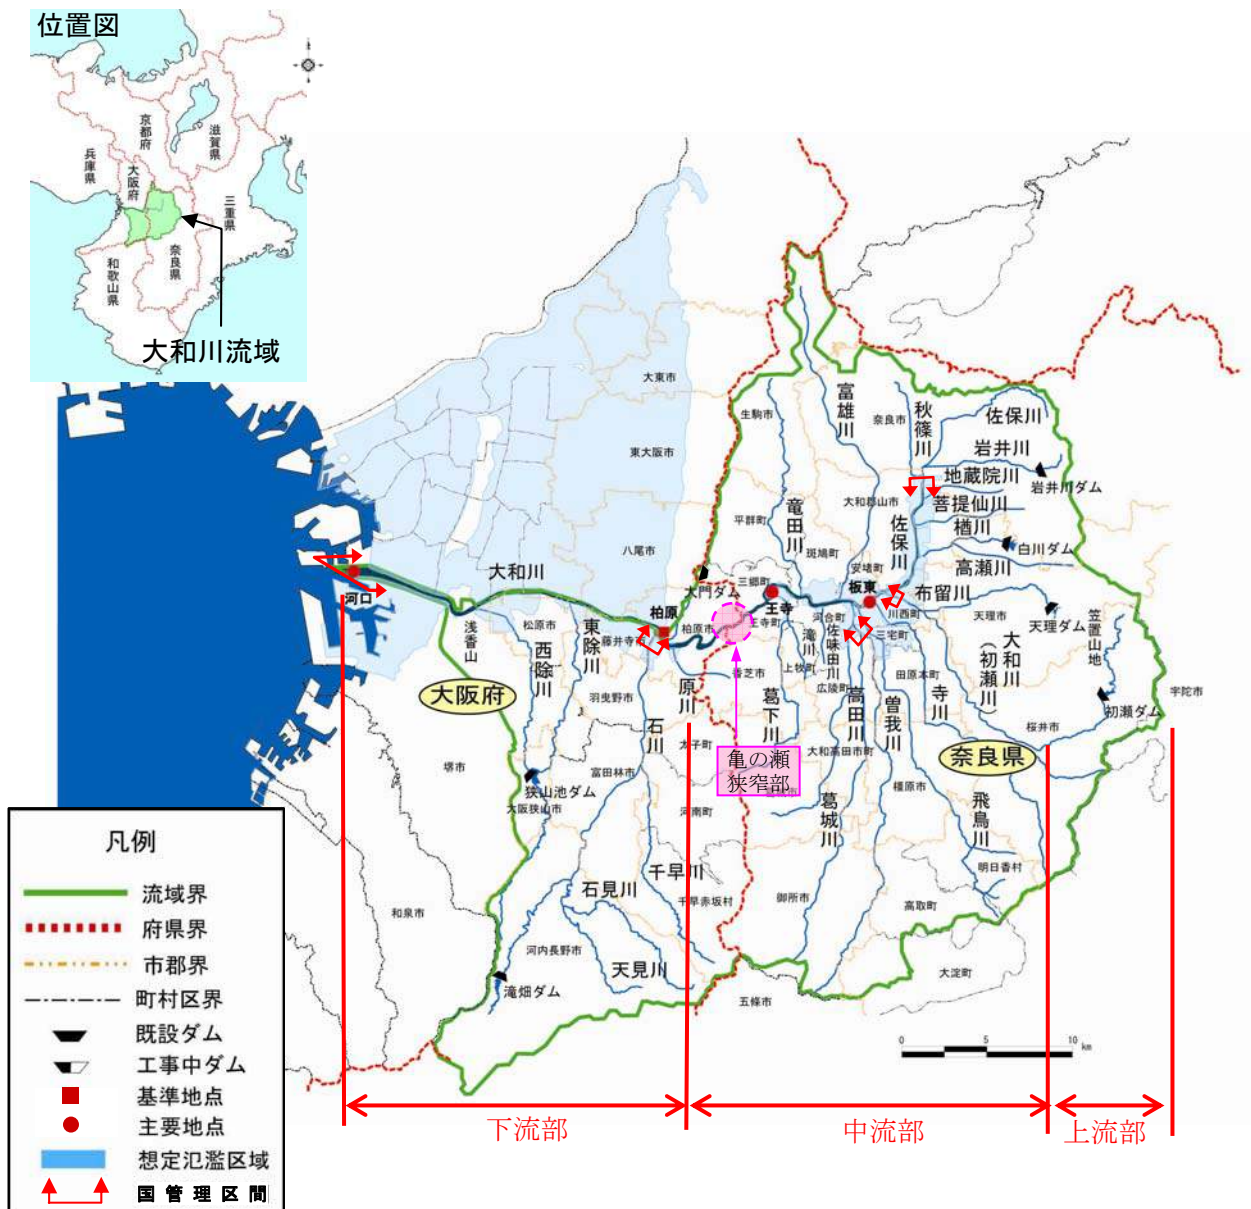 位置図
京都府
滋賀県
兵庫県
大阪府
三重県
奈良県
和歌山県
大和川流域
大東市
生駒市
富雄川
奈良市
秋篠川
佐保川
岩井川
東大阪市
地蔵院川
岩井川ダム
大和郡山市
菩提仙川
平群町
竜田川
佐保川
楢川
八尾市
斑鳩町
白川ダム
大和川
安堵町
高瀬川
大門ダム
三郷町
板東
布留川
河口
王寺
川西町
柏原
柏原市
王寺町
河合町
天理市
天理ダム
笠置山地
浅香山
松原市
東除川
藤井寺市
滝川
佐味田川
三宅町
大和川
(初瀬川
西除川
香芝市
上牧町
田原本町
宇陀市
大阪府
羽曳野市
原川
葛下川
広陵町
高田川
曽我川
寺川
初瀬ダム
石川
桜井市
太子町
亀の瀬
狭窄部
大和高田市町
奈良県
堺市
富田林市
狭山池ダム
橿原市
大阪狭山市
河南町
葛城川
飛鳥川
凡例
千早川
明日香村
流域界
石見川
千早赤坂村
御所市
高取町
和泉市
府県界
河内長野市
市郡界
天見川
大淀町
滝畑ダム
五條市
町村区界
既設ダム
0 5 10 km
工事中ダム
基準地点
主要地点
下流部
中流部
上流部
想定氾濫区域
国管理区間